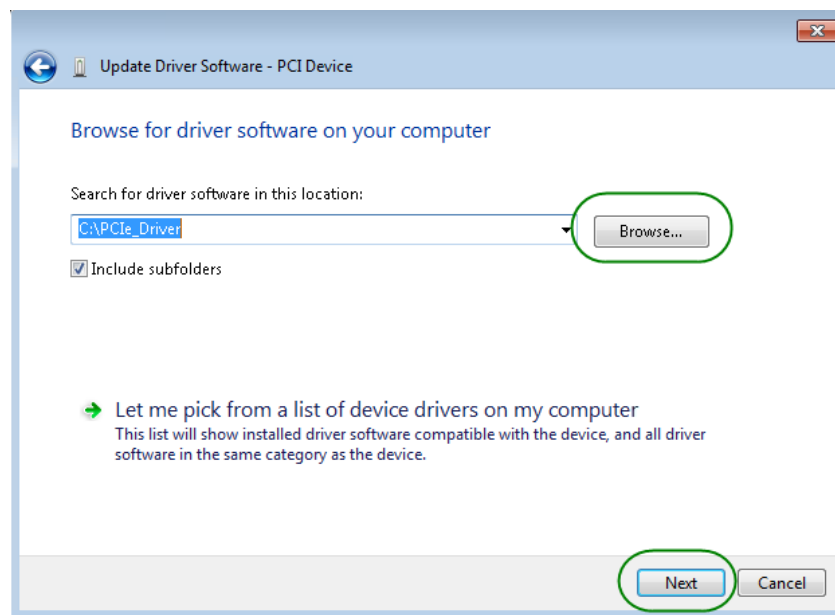 Update Driver Software - PCI Device
Browse for driver software on your computer
Search for driver software in this location:
C:\PCIe_Driver
Browse...
Include subfolders
Let me pick from a list of device drivers on my computer
This list will show installed driver software compatible with the device, and all driver
software in the same category as the device.
Next
Cancel